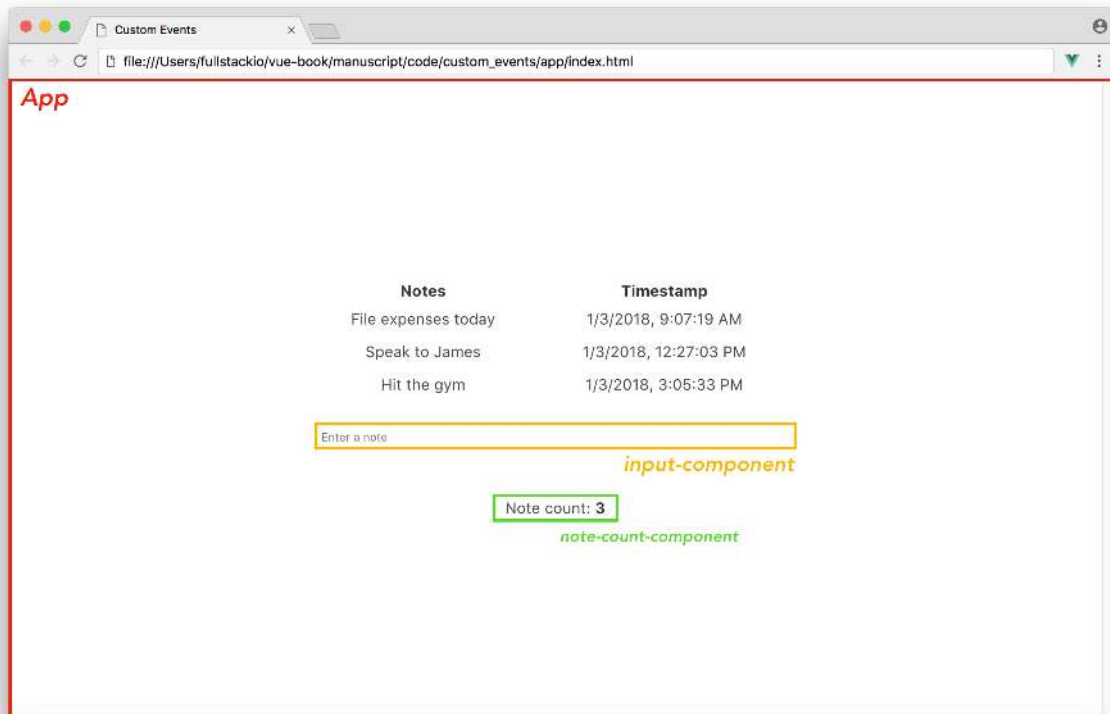 Custom Events
file:///Users/fullstackio/vue-book/manuscript/code/custom_events/app/index.html
App
Notes Timestamp
File expenses today 1/3/2018, 9:07:19 AM
Speak to James 1/3/2018, 12:27:03 PM
Hit the gym 1/3/2018, 3:05:33 PM
Enter a note
input-component
Note count: 3
note-count-component